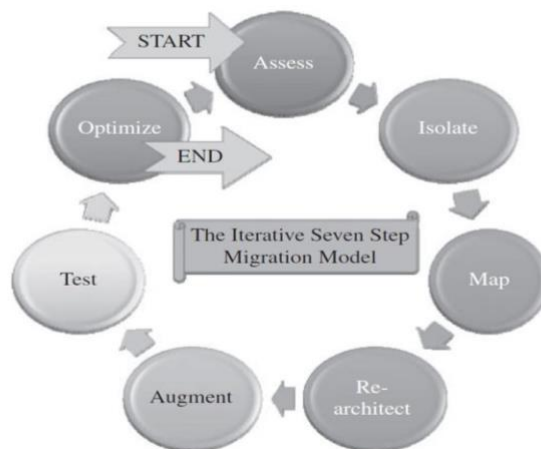 START
Assess
Isolate
Map
Re-
architect
Augment
Test
Optimize
END
The Iterative Seven Step
Migration Model